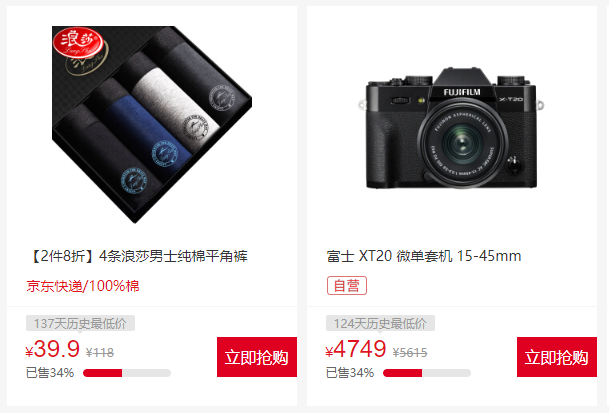 浪莎
FUJIFILM
X-T20
【2件8折】4条浪莎男士纯棉平角裤
京东快递/100%棉
137天历史最低价
¥39.9 ¥118
已售34%
立即抢购
富士 XT20 微单套机 15-45mm
自营
124天历史最低价
¥4749 ¥5615
已售34%
立即抢购